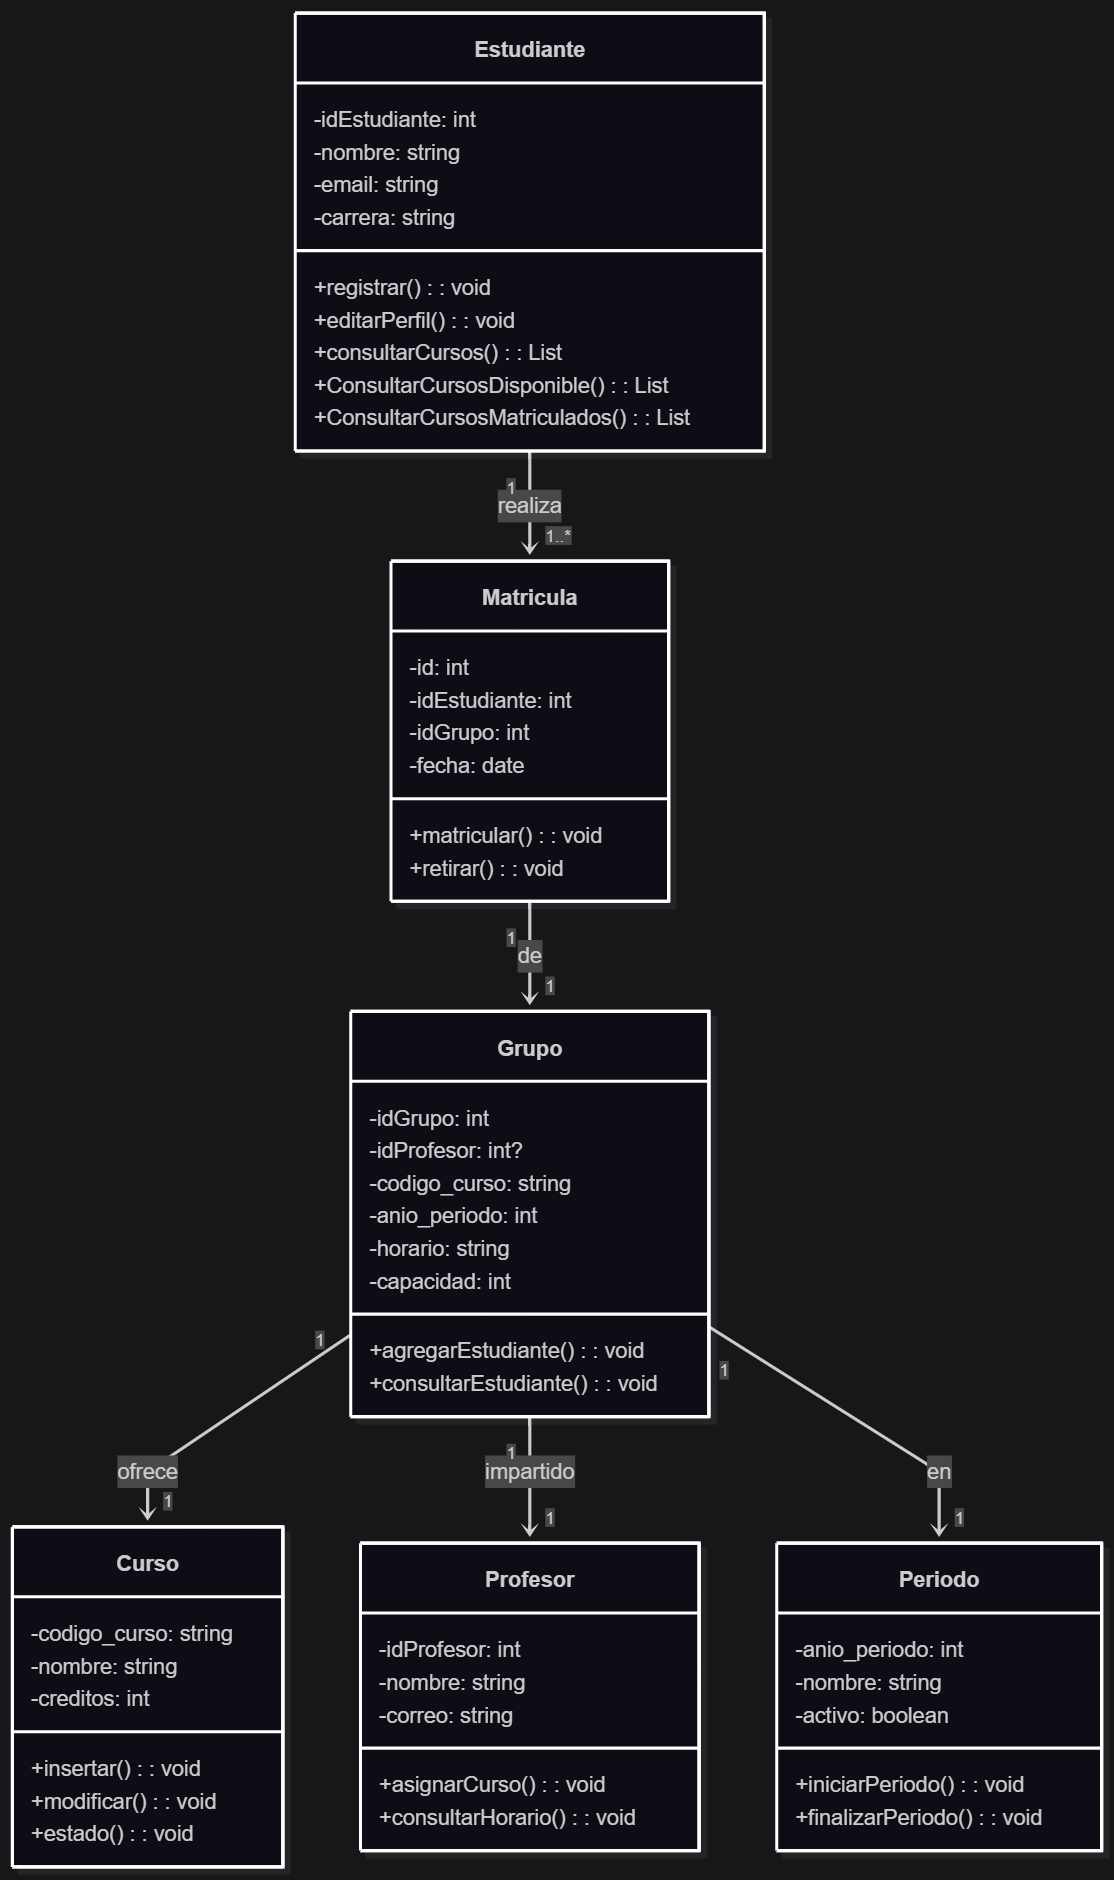 Estudiante
-idEstudiante: int
-nombre: string
-email: string
-carrera: string
+registrar() : : void
+editarPerfil() : : void
+consultarCursos() : : List
+ConsultarCursosDisponible() : : List
+ConsultarCursosMatriculados() : : List
1
realiza
1..*
Matricula
-id: int
-idEstudiante: int
-idGrupo: int
-fecha: date
+matricular() : : void
+retirar() : : void
1
de
1
Grupo
-idGrupo: int
-idProfesor: int?
-codigo_curso: string
-anio_periodo: int
-horario: string
-capacidad: int
+agregarEstudiante() : : void
+consultarEstudiante() : : void
1
ofrece
1
1
impartido
1
1
en
1
Curso
-codigo_curso: string
-nombre: string
-creditos: int
+insertar() : : void
+modificar() : : void
+estado() : : void
Profesor
-idProfesor: int
-nombre: string
-correo: string
+asignarCurso() : : void
+consultarHorario() : : void
Periodo
-anio_periodo: int
-nombre: string
-activo: boolean
+iniciarPeriodo() : : void
+finalizarPeriodo() : : void